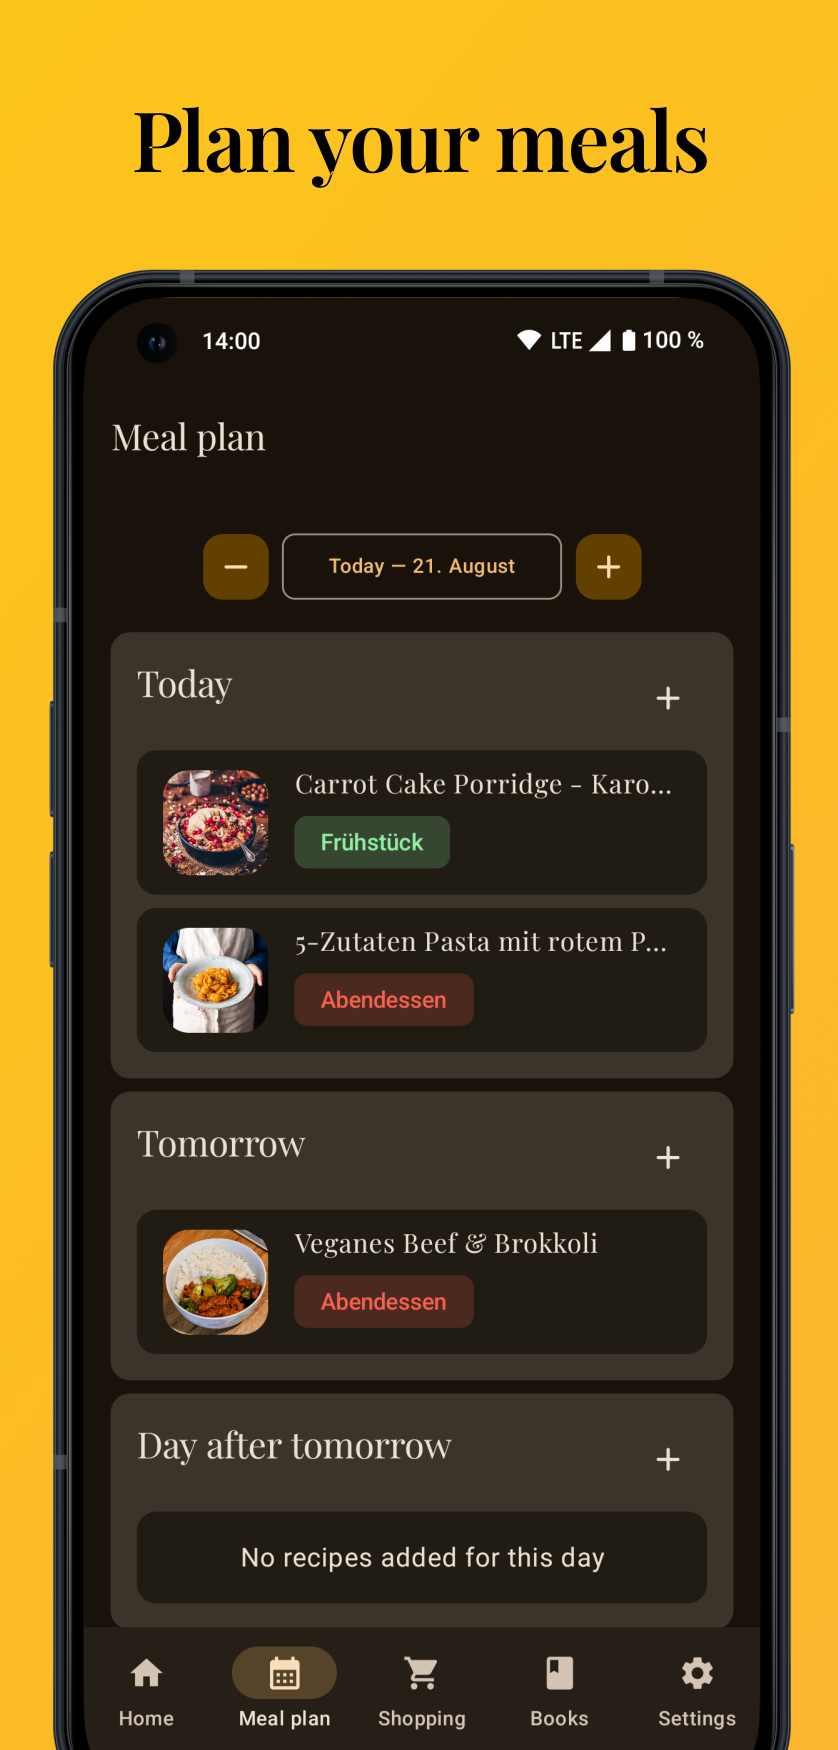 Plan your meals
14:00 LTE 100 %
Meal plan
Today — 21. August
Today
Carrot Cake Porridge - Karo...
Frühstück
5-Zutaten Pasta mit rotem P...
Abendessen
Tomorrow
Veganes Beef & Brokkoli
Abendessen
Day after tomorrow
No recipes added for this day
Home Meal plan Shopping Books Settings